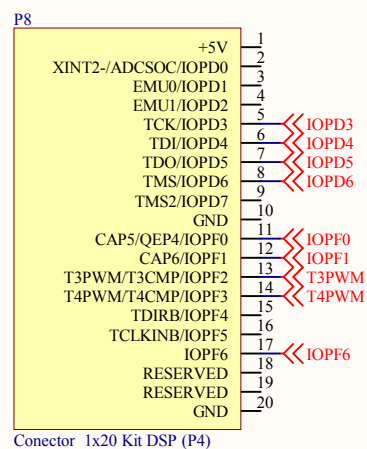 P8
+5V 1
XINT2-/ADCSOC/IOPD0 2
EMU0/IOPD1 3
EMU1/IOPD2 4
TCK/IOPD3 5 IOPD3
TDI/IOPD4 6 IOPD4
TDO/IOPD5 7 IOPD5
TMS/IOPD6 8 IOPD6
TMS2/IOPD7 9
GND 10
CAP5/QEP4/IOPF0 11 IOPF0
CAP6/IOPF1 12 IOPF1
T3PWM/T3CMP/IOPF2 13 T3PWM
T4PWM/T4CMP/IOPF3 14 T4PWM
TDIRB/IOPF4 15
TCLKINB/IOPF5 16
IOPF6 17 IOPF6
RESERVED 18
RESERVED 19
GND 20
Conector 1x20 Kit DSP (P4)